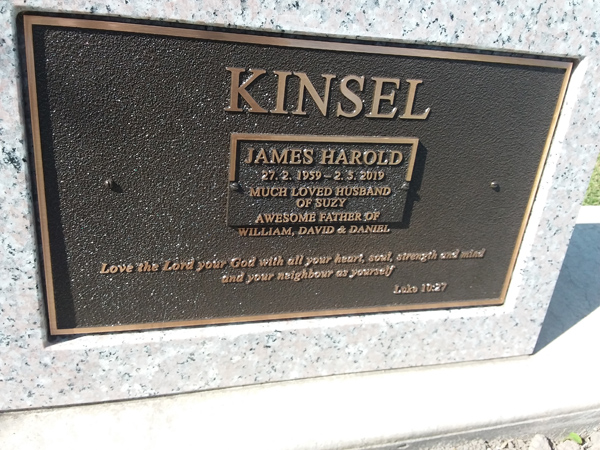 KINSEL
JAMES HAROLD
27. 2. 1959 – 2. 5. 2019
MUCH LOVED HUSBAND
OF SUZY
AWESOME FATHER OF
WILLIAM, DAVID & DANIEL
Love the Lord your God with all your heart, soul, strength and mind
and your neighbour as yourself
Luke 10:27